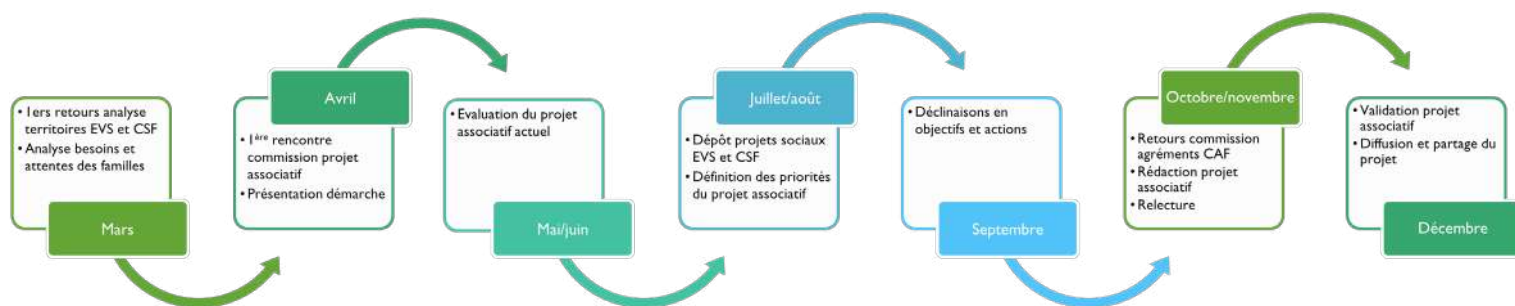 • 1ers retours analyse
territoires EVS et CSF
• Analyse besoins et
attentes des familles
Mars
Avril
• 1ère rencontre
commission projet
associatif
• Présentation démarche
• Evaluation du projet
associatif actuel
Mai/juin
Juillet/août
• Dépôt projets sociaux
EVS et CSF
• Définition des priorités
du projet associatif
• Déclinaisons en
objectifs et actions
Septembre
Octobre/novembre
• Retours commission
agréments CAF
• Rédaction projet
associatif
• Relecture
• Validation projet
associatif
• Diffusion et partage du
projet
Décembre